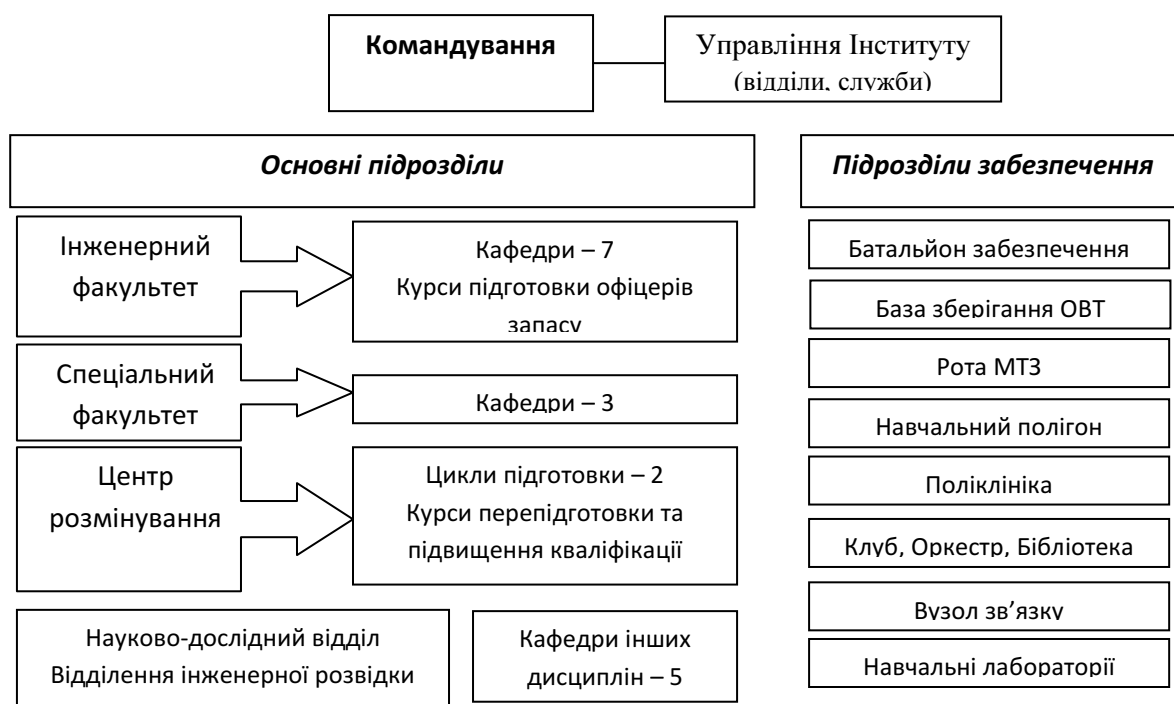 Командування
Управління Інституту
(відділи, служби)
Основні підрозділи
Підрозділи забезпечення
Інженерний
факультет
Кафедри – 7
Курси підготовки офіцерів
запасу
Спеціальний
факультет
Кафедри – 3
Центр
розмінування
Цикли підготовки – 2
Курси перепідготовки та
підвищення кваліфікації
Науково-дослідний відділ
Відділення інженерної розвідки
Кафедри інших
дисциплін – 5
Батальйон забезпечення
База зберігання ОВТ
Рота МТЗ
Навчальний полігон
Поліклініка
Клуб, Оркестр, Бібліотека
Вузол зв’язку
Навчальні лабораторії